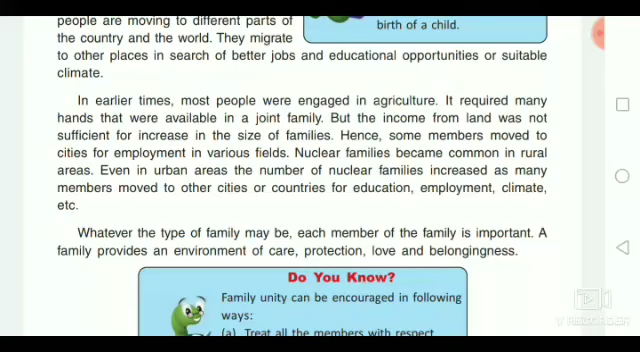 people are moving to different parts of
the country and the world. They migrate
birth of a child.
to other places in search of better jobs and educational opportunities or suitable
climate.
In earlier times, most people were engaged in agriculture. It required many
hands that were available in a joint family. But the income from land was not
sufficient for increase in the size of families. Hence, some members moved to
cities for employment in various fields. Nuclear families became common in rural
areas. Even in urban areas the number of nuclear families increased as many
members moved to other cities or countries for education, employment, climate,
etc.
Whatever the type of family may be, each member of the family is important. A
family provides an environment of care, protection, love and belongingness.
Do You Know?
Family unity can be encouraged in following
ways:
(a) Treat all the members with respect